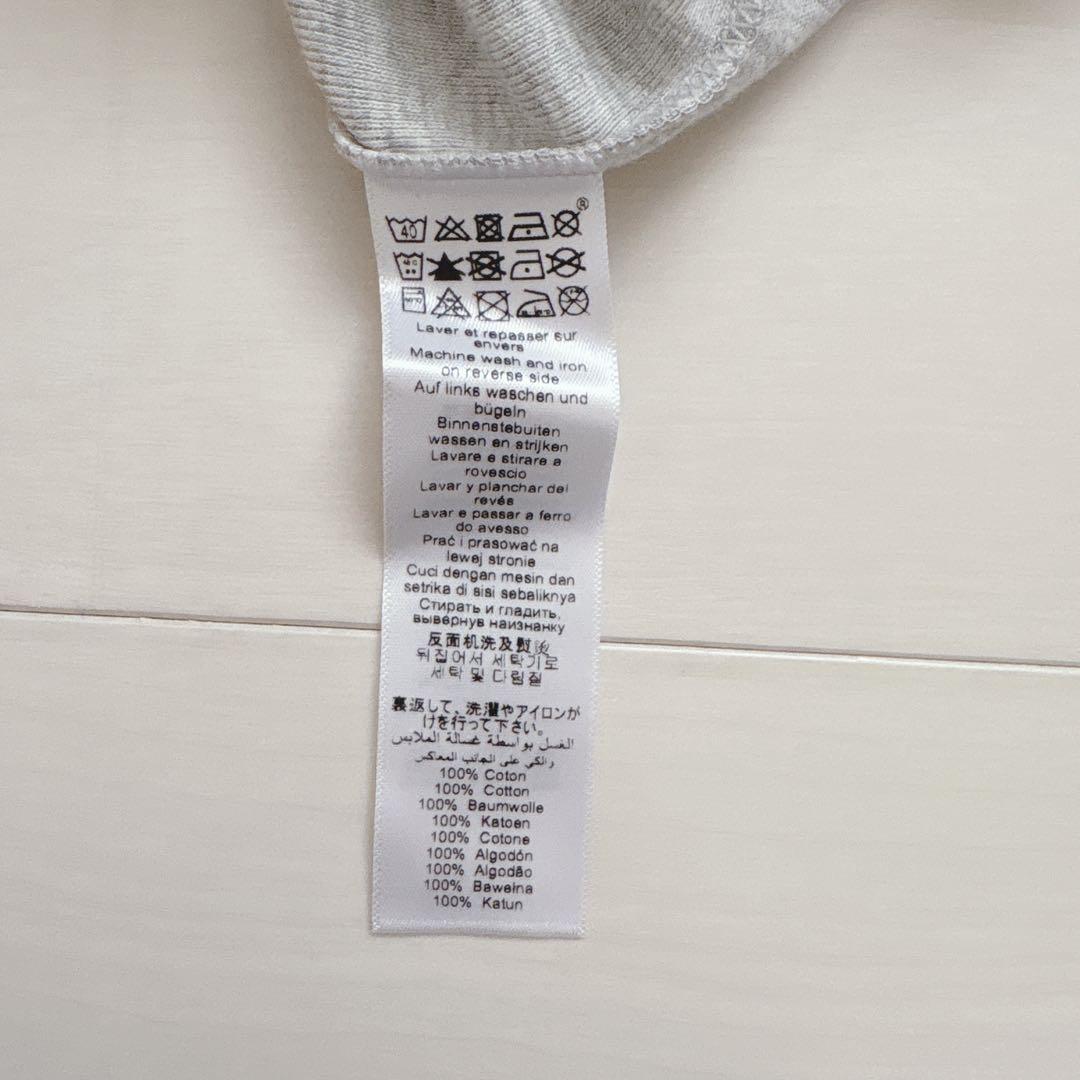 ®
40
Laver et repasser sur
envers
Machine wash and iron
on reverse side
Auf links waschen und
bügeln
Binnenstebuiten
wassen en strijken
Lavare e stirare a
rovescio
Lavar y planchar del
revés
Lavar e passar a ferro
do avesso
Prać i prasować na
lewej stronie
Cuci dengan mesin dan
setrika di sisi sebaliknya
Стирать и гладить,
вывернув наизнанку
反面机洗及熨
뒤집어서 세탁기로
세탁 및 다림질
裏返して、洗濯やアイロンが
けを行って下さい。
الغسل بواسطة غسالة الملابس
والكي على الجانب المعاكس
100% Coton
100% Cotton
100% Baumwolle
100% Katoen
100% Cotone
100% Algodón
100% Algodão
100% Bawełna
100% Katun